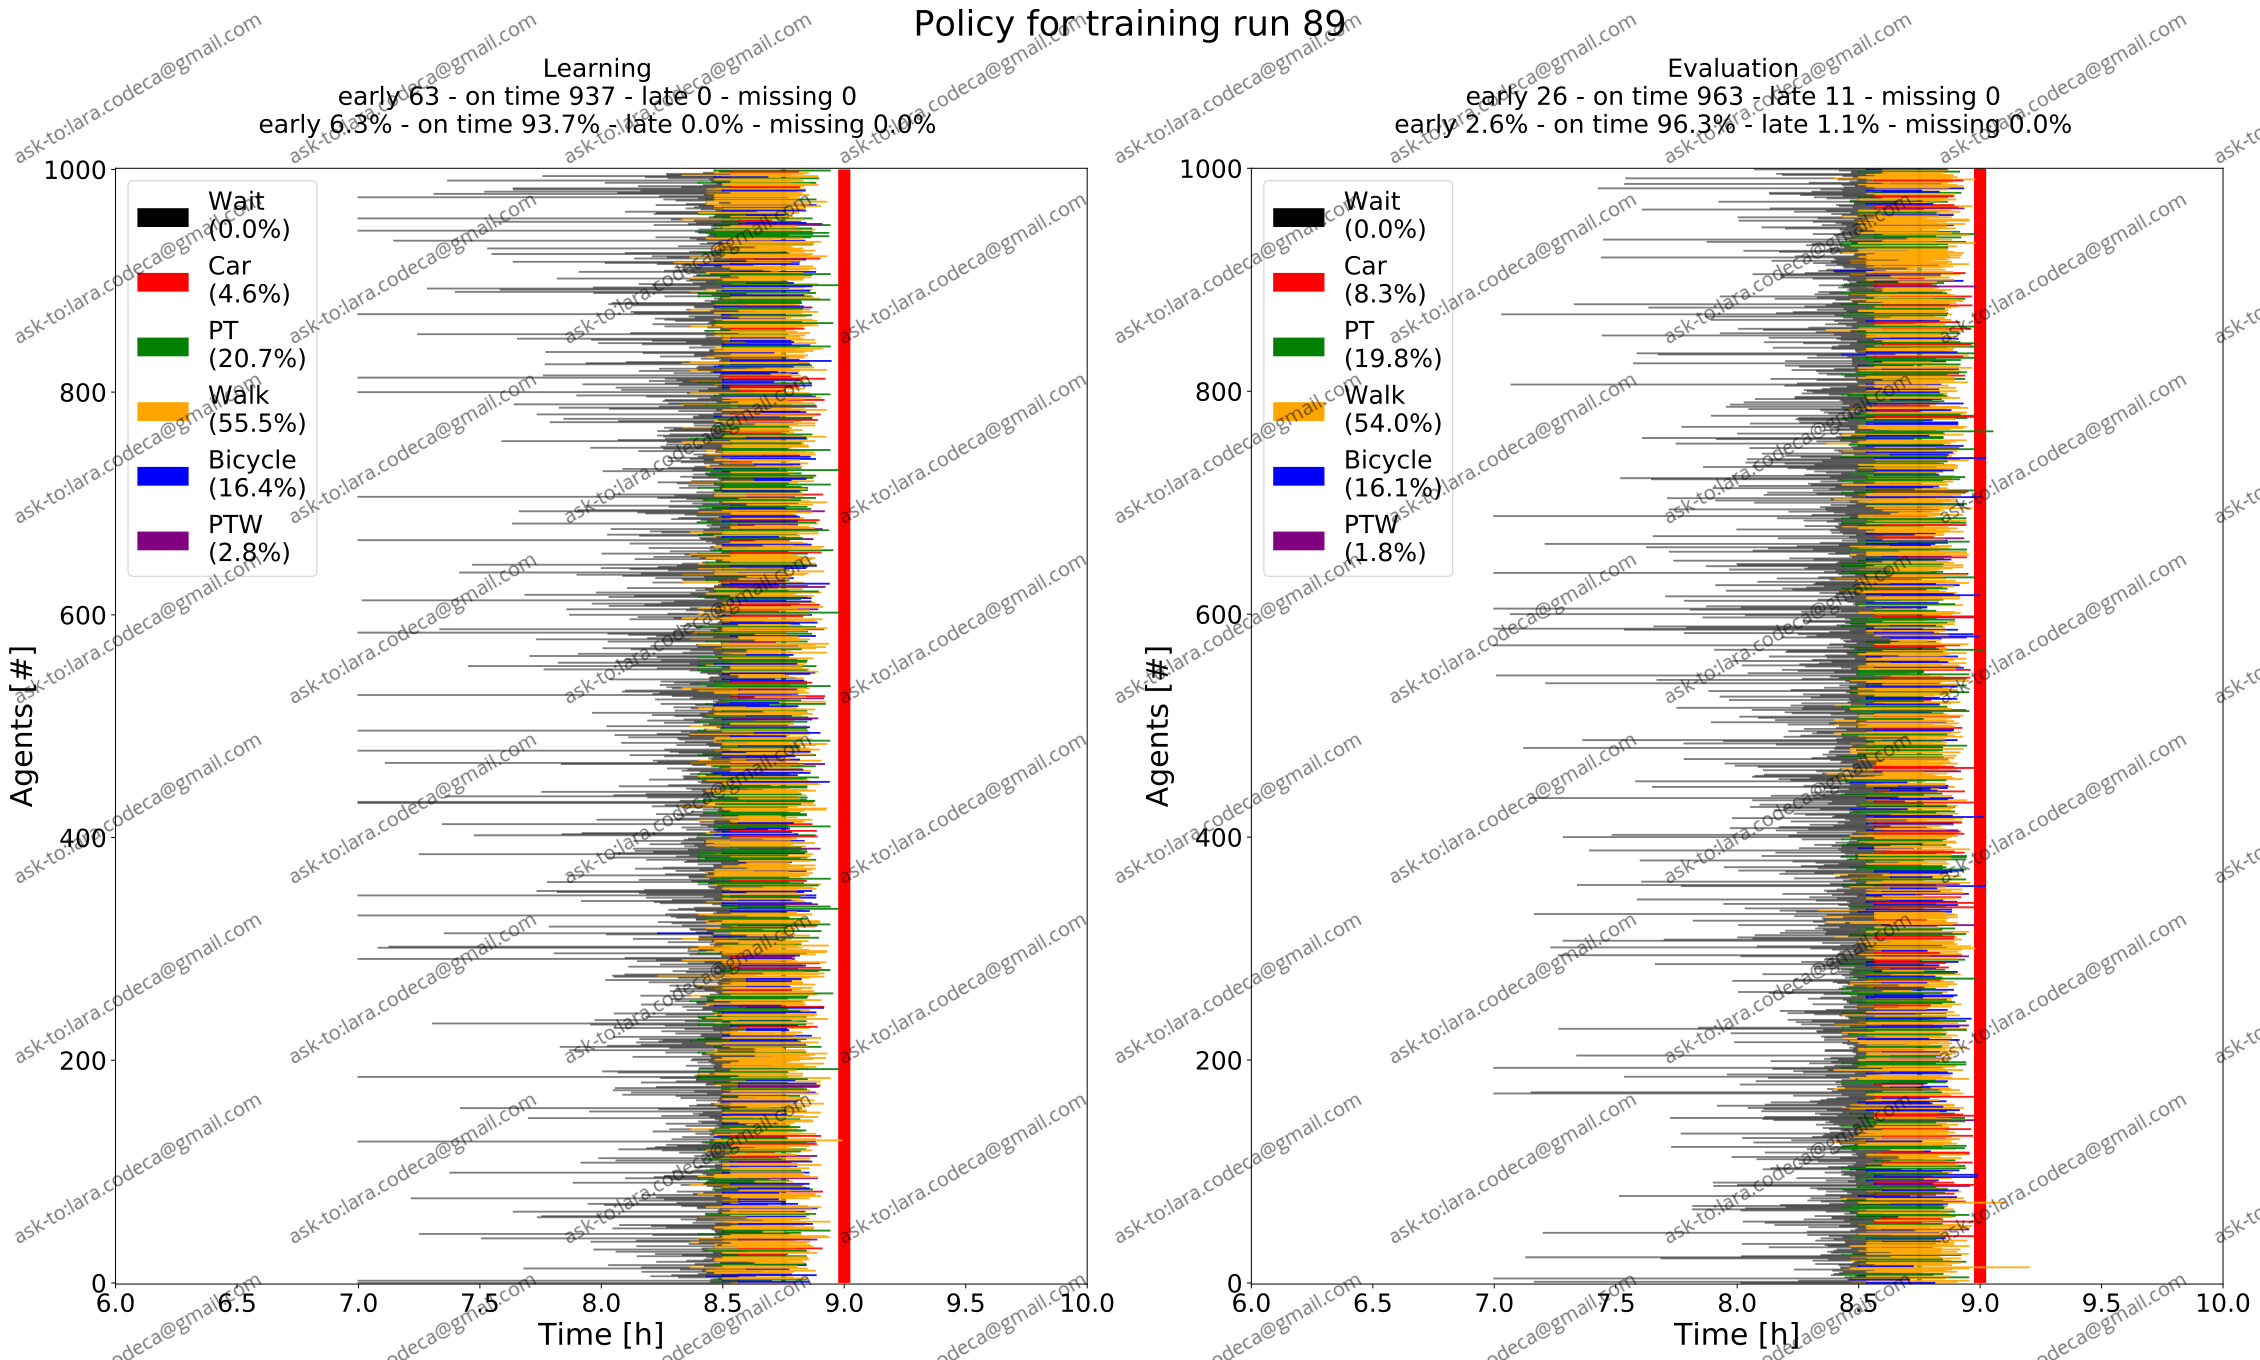 Policy for training run 89
Learning
early 63 - on time 937 - late 0 - missing 0
early 6.3% - on time 93.7% - late 0.0% - missing 0.0%
1000
800
600
400
200
0
Agents [#]
Wait
(0.0%)
Car
(4.6%)
PT
(20.7%)
Walk
(55.5%)
Bicycle
(16.4%)
PTW
(2.8%)
6.0 6.5 7.0 7.5 8.0 8.5 9.0 9.5 10.0
Time [h]
Evaluation
early 26 - on time 963 - late 11 - missing 0
early 2.6% - on time 96.3% - late 1.1% - missing 0.0%
1000
800
600
400
200
0
Agents [#]
Wait
(0.0%)
Car
(8.3%)
PT
(19.8%)
Walk
(54.0%)
Bicycle
(16.1%)
PTW
(1.8%)
6.0 6.5 7.0 7.5 8.0 8.5 9.0 9.5 10.0
Time [h]
ask-to:lara.codeca@gmail.com